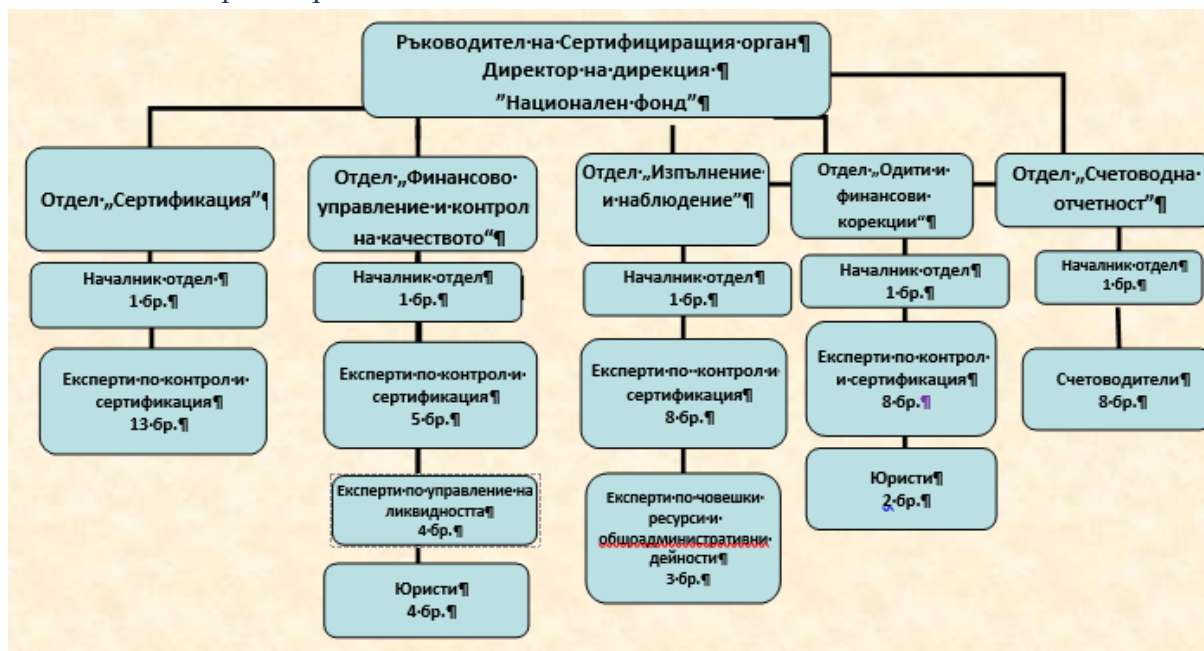 Ръководител на Сертифициращия орган¶
Директор на дирекция ¶
”Национален фонд”¶
Отдел „Сертификация”¶
Началник отдел ¶
1 бр.¶
Експерти по контрол и
сертификация¶
13 бр.¶
Отдел „Финансово
управление и контрол
на качеството“¶
Началник отдел¶
1 бр.¶
Експерти по контрол и
сертификация¶
5 бр.¶
Експерти по управление на
ликвидността¶
4 бр.¶
Юристи¶
4 бр.¶
Отдел „Изпълнение
и наблюдение”¶
Началник отдел¶
1 бр.¶
Експерти по контрол и
сертификация¶
8 бр.¶
Експерти по човешки
ресурси и
общоадминистративни
дейности¶
3 бр.¶
Отдел „Одити и
финансови
корекции“¶
Началник отдел¶
1 бр.¶
Експерти по контрол
и сертификация¶
8 бр.¶
Юристи¶
2 бр.¶
Отдел „Счетоводна
отчетност”¶
Началник отдел¶
1 бр.¶
Счетоводители¶
8 бр.¶